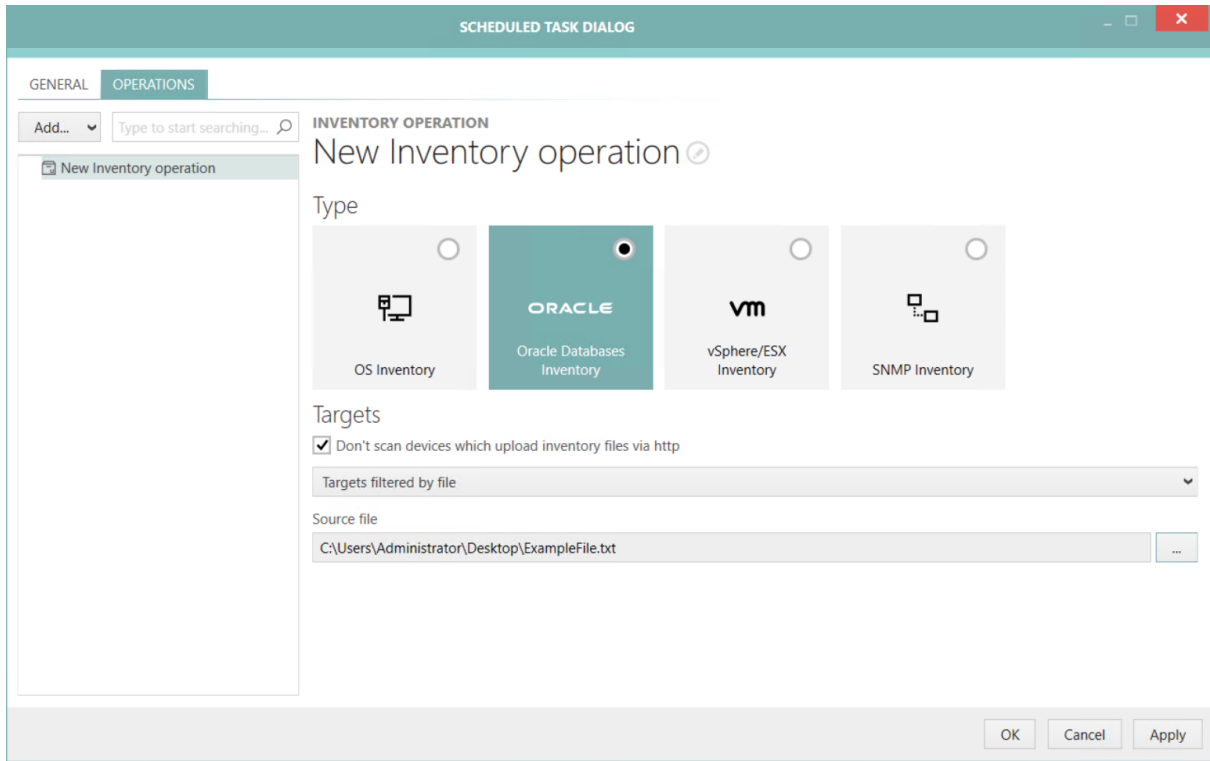 SCHEDULED TASK DIALOG
GENERAL
OPERATIONS
Add...
Type to start searching...
New Inventory operation
INVENTORY OPERATION
New Inventory operation
Type
OS Inventory
ORACLE
Oracle Databases
Inventory
vm
vSphere/ESX
Inventory
SNMP Inventory
Targets
Don't scan devices which upload inventory files via http
Targets filtered by file
Source file
C:\Users\Administrator\Desktop\ExampleFile.txt
...
OK
Cancel
Apply